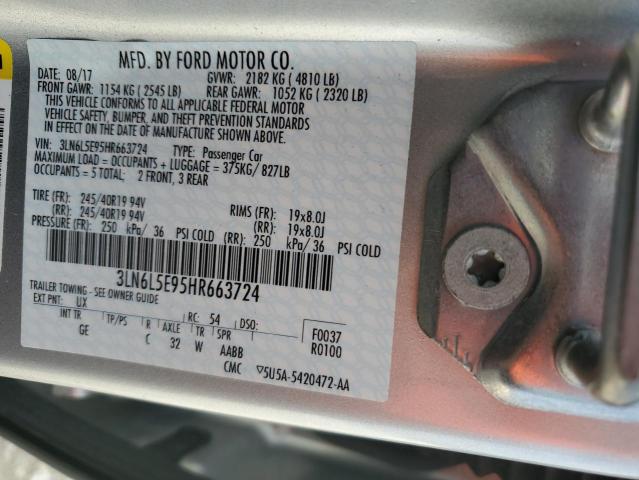 MFD. BY FORD MOTOR CO.
DATE: 08/17 GVWR: 2182 KG ( 4810 LB)
FRONT GAWR: 1154 KG ( 2545 LB) REAR GAWR: 1052 KG ( 2320 LB)
THIS VEHICLE CONFORMS TO ALL APPLICABLE FEDERAL MOTOR
VEHICLE SAFETY, BUMPER, AND THEFT PREVENTION STANDARDS
IN EFFECT ON THE DATE OF MANUFACTURE SHOWN ABOVE.
VIN: 3LN6L5E95HR663724 TYPE: Passenger Car
MAXIMUM LOAD = OCCUPANTS + LUGGAGE = 375KG/ 827LB
OCCUPANTS = 5 TOTAL: 2 FRONT, 3 REAR
TIRE (FR): 245/40R19 94V RIMS (FR): 19x8.0J
(RR): 245/40R19 94V (RR): 19x8.0J
PRESSURE (FR): 250 kPa/ 36 PSI COLD (RR): 250 kPa/ 36 PSI COLD
3LN6L5E95HR663724
TRAILER TOWING - SEE OWNER GUIDE
EXT PNT: UX RC: 54 DSO: F0037
INT TR TP/PS R AXLE TR SPR R0100
GE C 32 W AABB
CMC ▽5U5A-5420472-AA